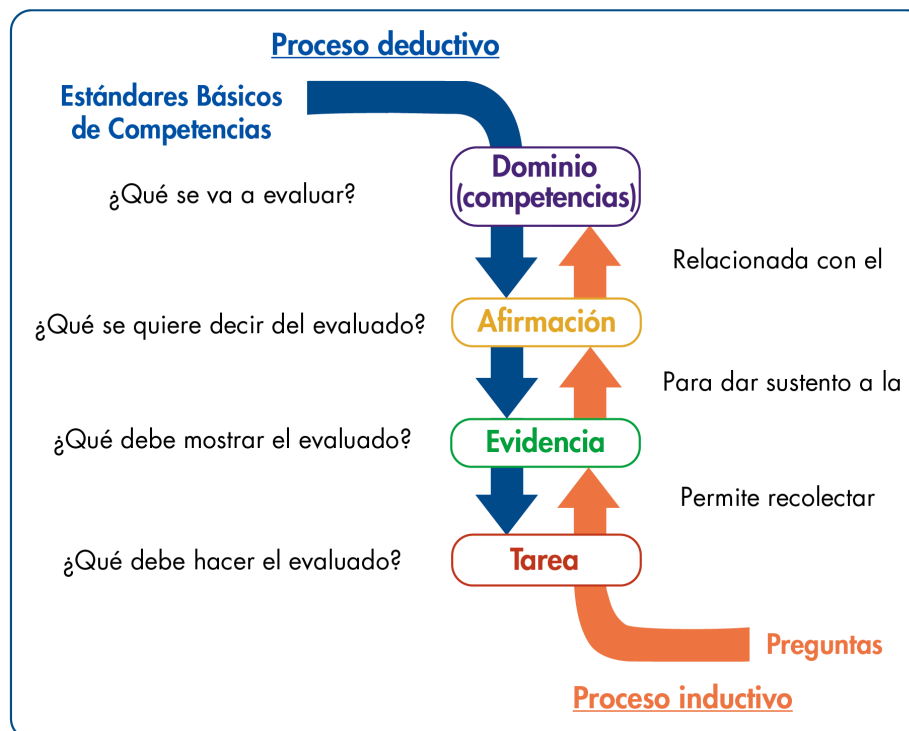 Proceso deductivo
Estándares Básicos
de Competencias
Dominio
(competencias)
¿Qué se va a evaluar?
Relacionada con el
Afirmación
¿Qué se quiere decir del evaluado?
Para dar sustento a la
Evidencia
¿Qué debe mostrar el evaluado?
Permite recolectar
Tarea
¿Qué debe hacer el evaluado?
Preguntas
Proceso inductivo